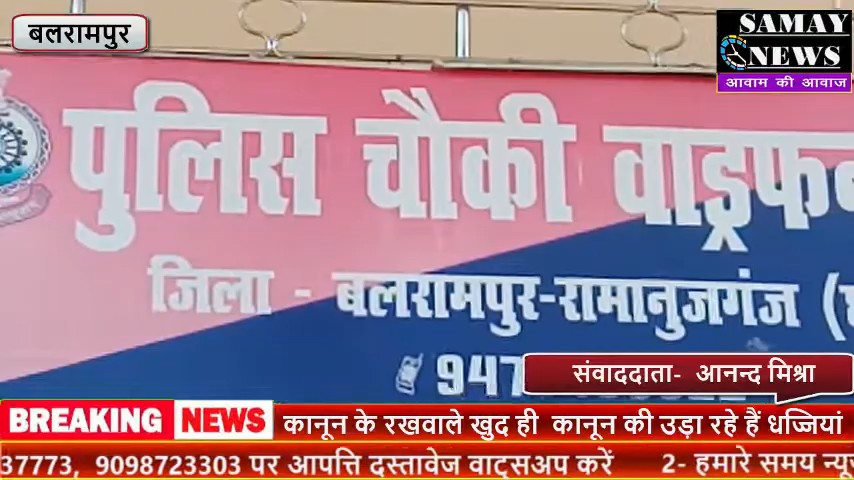 बलरामपुर
SAMAY
NEWS
आवाम की आवाज
पुलिस चौकी
जिला - बलरामपुर-रामानुजगंज
947
संवाददाता- आनन्द मिश्रा
BREAKING NEWS कानून के रखवाले खुद ही कानून की उड़ा रहे हैं धज्जियां
37773, 9098723303 पर आपत्ति दस्तावेज वाट्सअप करें 2- हमारे समय